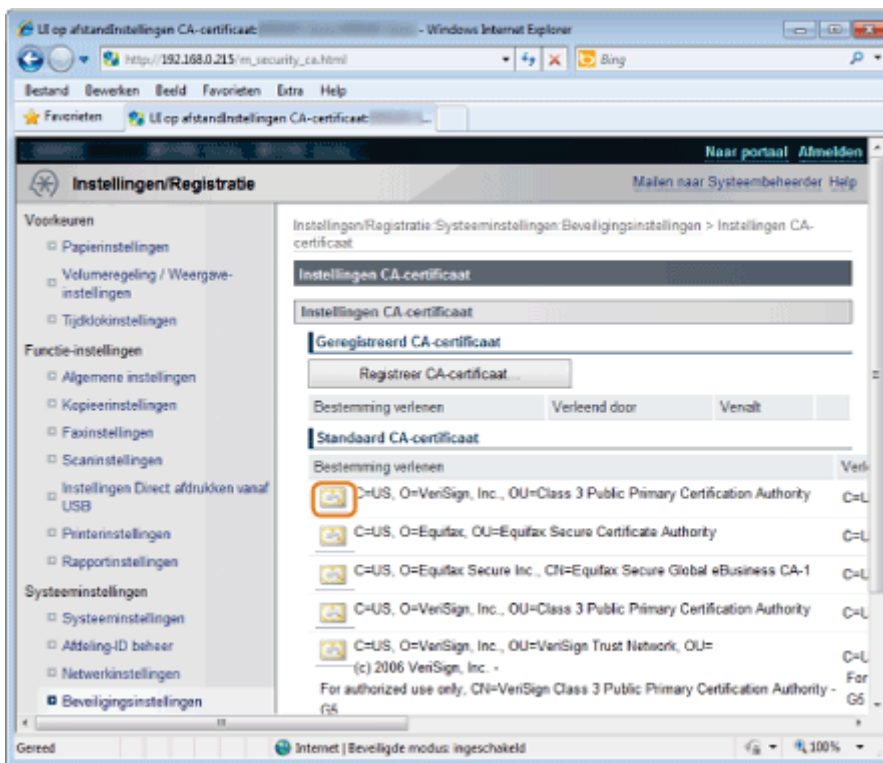 UI op afstandInstellingen CA-certificaat: - Windows Internet Explorer
http://192.168.0.215/m_security_ca.html
Bing
Bestand Bewerken Beeld Favorieten Extra Help
Favorieten
UI op afstandInstellingen CA-certificaat: ...
Naar portaal Afmelden
Instellingen/Registratie
Mailen naar Systeembeheerder Help
Voorkeuren
Papierinstellingen
Volumeregeling / Weergave-
instellingen
Tijdklokinstellingen
Functie-instellingen
Algemene instellingen
Kopieerinstellingen
Faxinstellingen
Scaninstellingen
Instellingen Direct afdrukken vanaf
USB
Printerinstellingen
Rapportinstellingen
Systeeminstellingen
Systeeminstellingen
Afdeling-ID beheer
Netwerkinstellingen
Beveiligingsinstellingen
Instellingen/Registratie:Systeeminstellingen:Beveiligingsinstellingen > Instellingen CA-
certificaat
Instellingen CA-certificaat
Instellingen CA-certificaat
Geregistreerd CA-certificaat
Registreer CA-certificaat...
Bestemming verlenen Verleend door Vervalt
Standaard CA-certificaat
Bestemming verlenen
C=US, O=VeriSign, Inc., OU=Class 3 Public Primary Certification Authority
C=US, O=Equifax, OU=Equifax Secure Certificate Authority
C=US, O=Equifax Secure Inc., CN=Equifax Secure Global eBusiness CA-1
C=US, O=VeriSign, Inc., OU=Class 3 Public Primary Certification Authority
C=US, O=VeriSign, Inc., OU=VeriSign Trust Network, OU=
(c) 2006 VeriSign, Inc. -
For authorized use only, CN=VeriSign Class 3 Public Primary Certification Authority -
G5
For
G5
Gereed
Internet | Beveiligde modus: ingeschakeld
100%